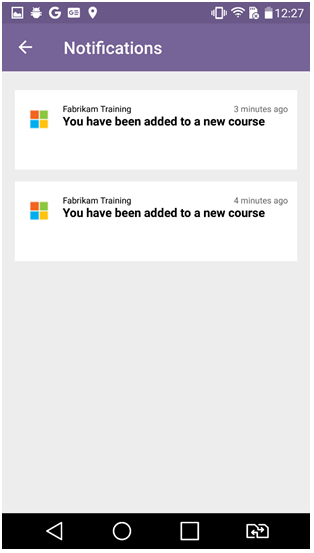 12:27
Notifications
Fabrikam Training 3 minutes ago
You have been added to a new course
Fabrikam Training 4 minutes ago
You have been added to a new course